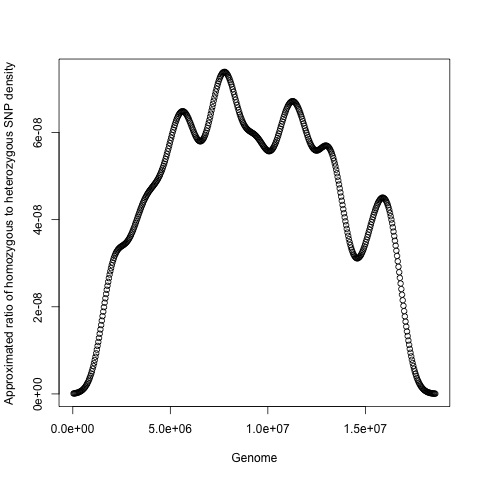 Approximated ratio of homozygous to heterozygous SNP density
6e-08
4e-08
2e-08
0e+00
0.0e+00 5.0e+06 1.0e+07 1.5e+07
Genome